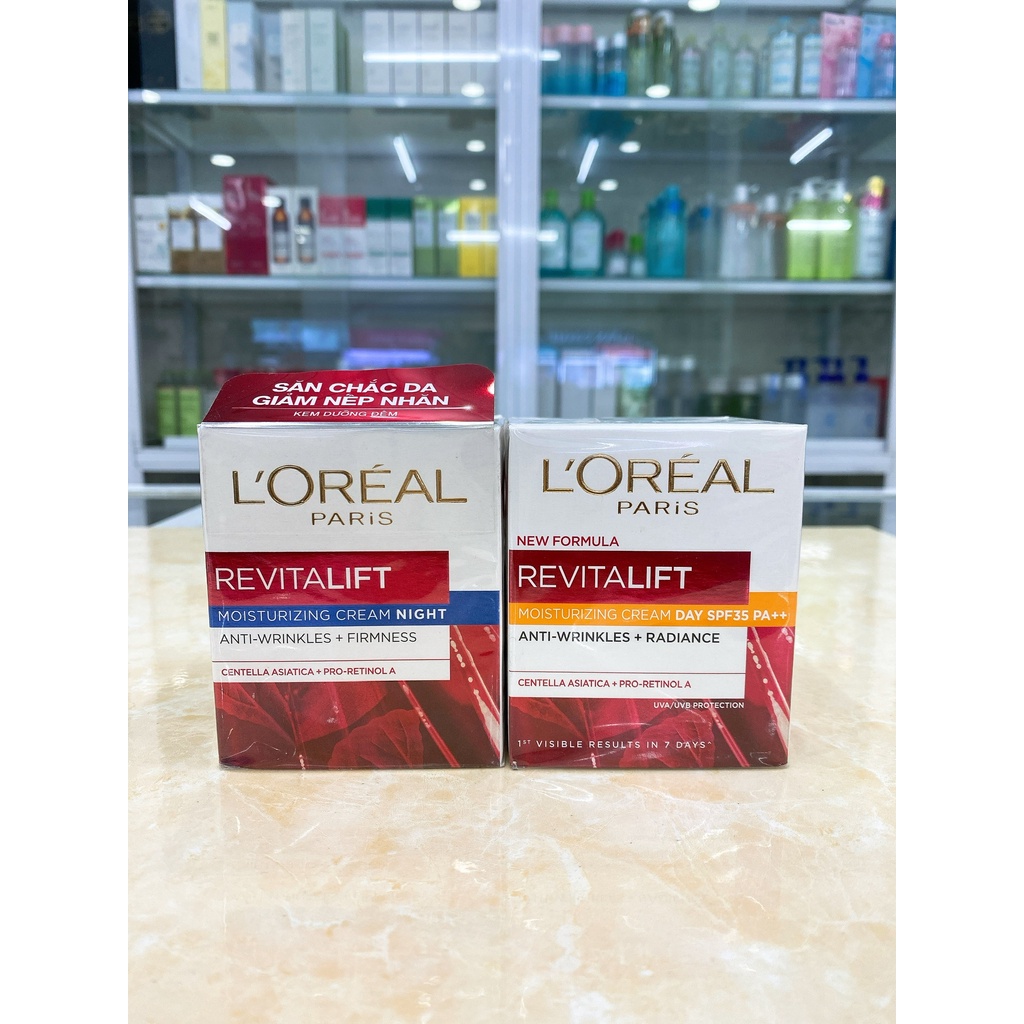 SĂN CHẮC DA
GIẢM NẾP NHĂN
KEM DƯỠNG ĐÊM
L'ORÉAL
PARiS
REVITALIFT
MOISTURIZING CREAM NIGHT
ANTI-WRINKLES + FIRMNESS
CENTELLA ASIATICA + PRO-RETINOL A
L'ORÉAL
PARiS
NEW FORMULA
REVITALIFT
MOISTURIZING CREAM DAY SPF35 PA++
ANTI-WRINKLES + RADIANCE
CENTELLA ASIATICA + PRO-RETINOL A
UVA/UVB PROTECTION
1ST VISIBLE RESULTS IN 7 DAYS^